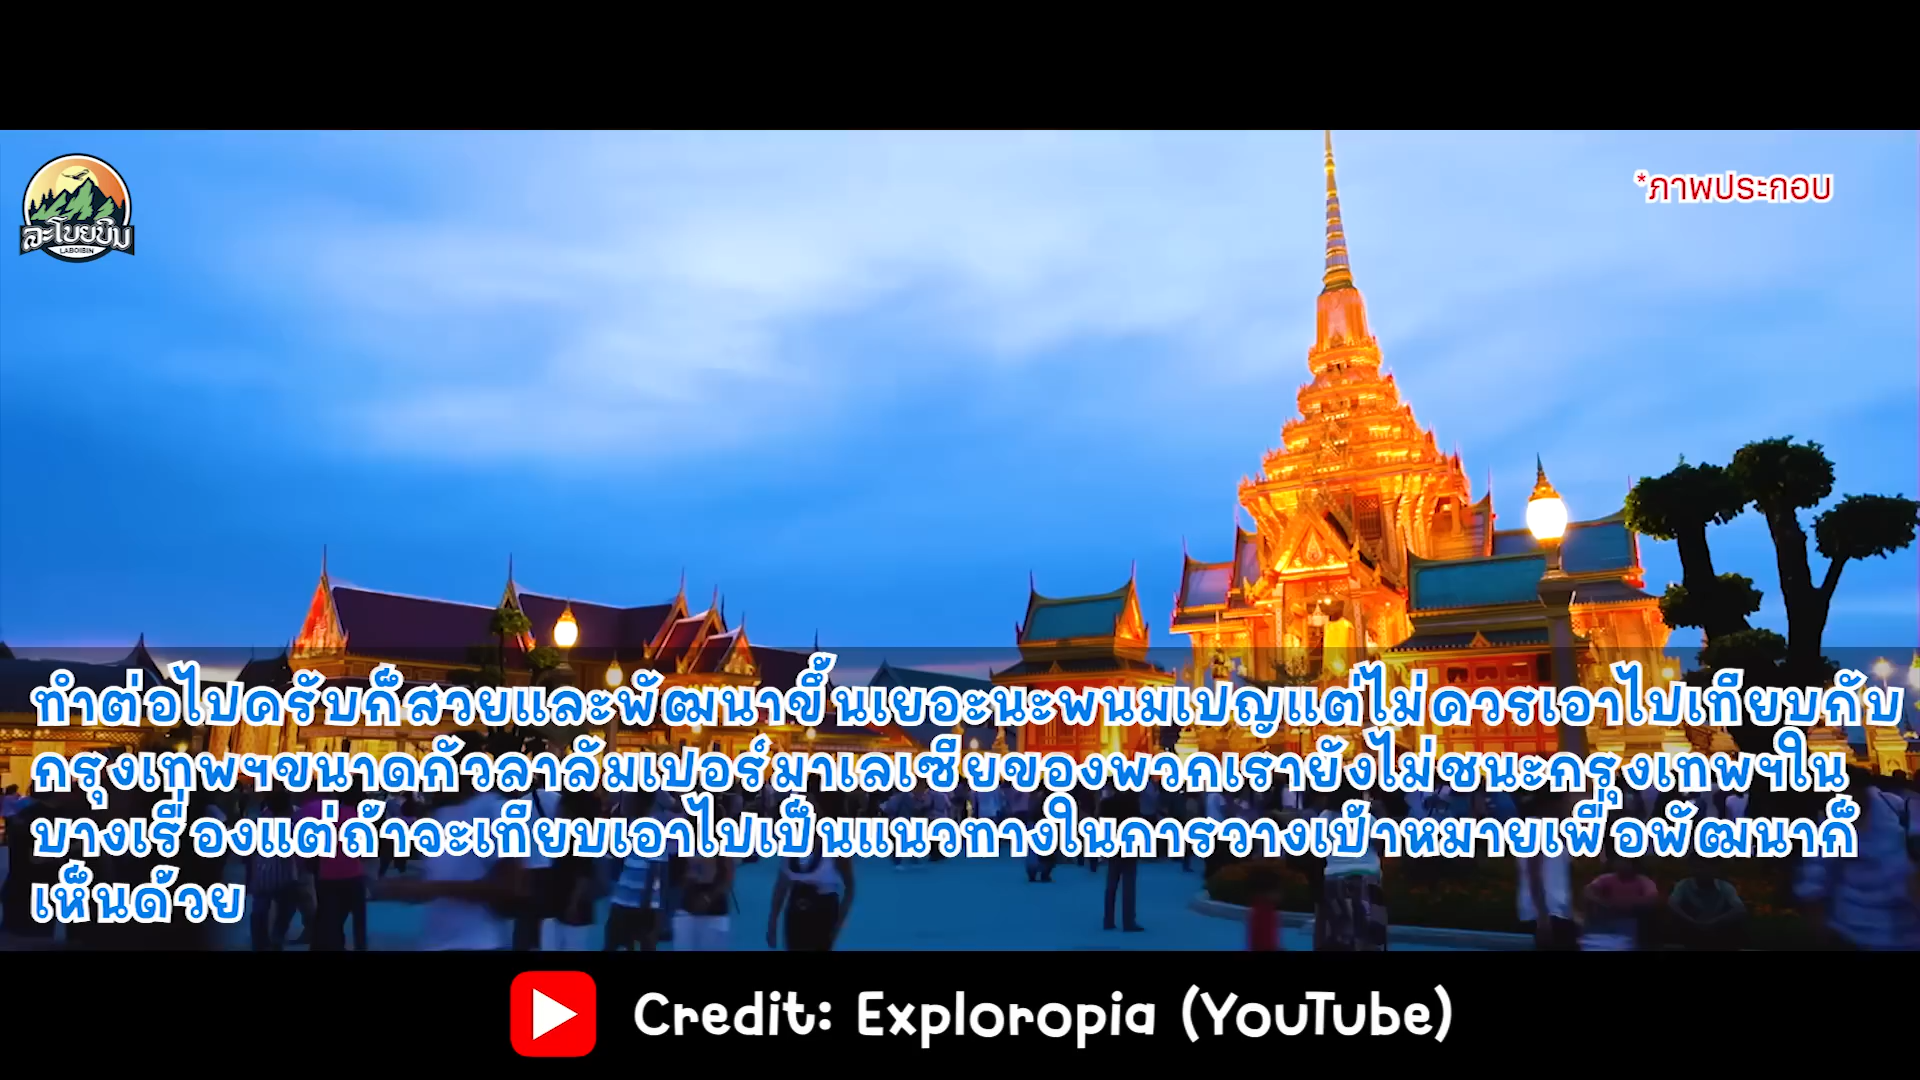 ละโบยบิน
LABOIBIN
*ภาพประกอบ
ทำต่อไปครับก็สวยและพัฒนาขึ้นเยอะนะพนมเปญแต่ไม่ควรเอาไปเทียบกับ
กรุงเทพฯขนาดกัวลาลัมเปอร์มาเลเซียของพวกเรายังไม่ชนะกรุงเทพฯใน
บางเรื่องแต่ถ้าจะเทียบเอาไปเป็นแนวทางในการวางเป้าหมายเพื่อพัฒนาก็
เห็นด้วย
Credit: Exploropia (YouTube)